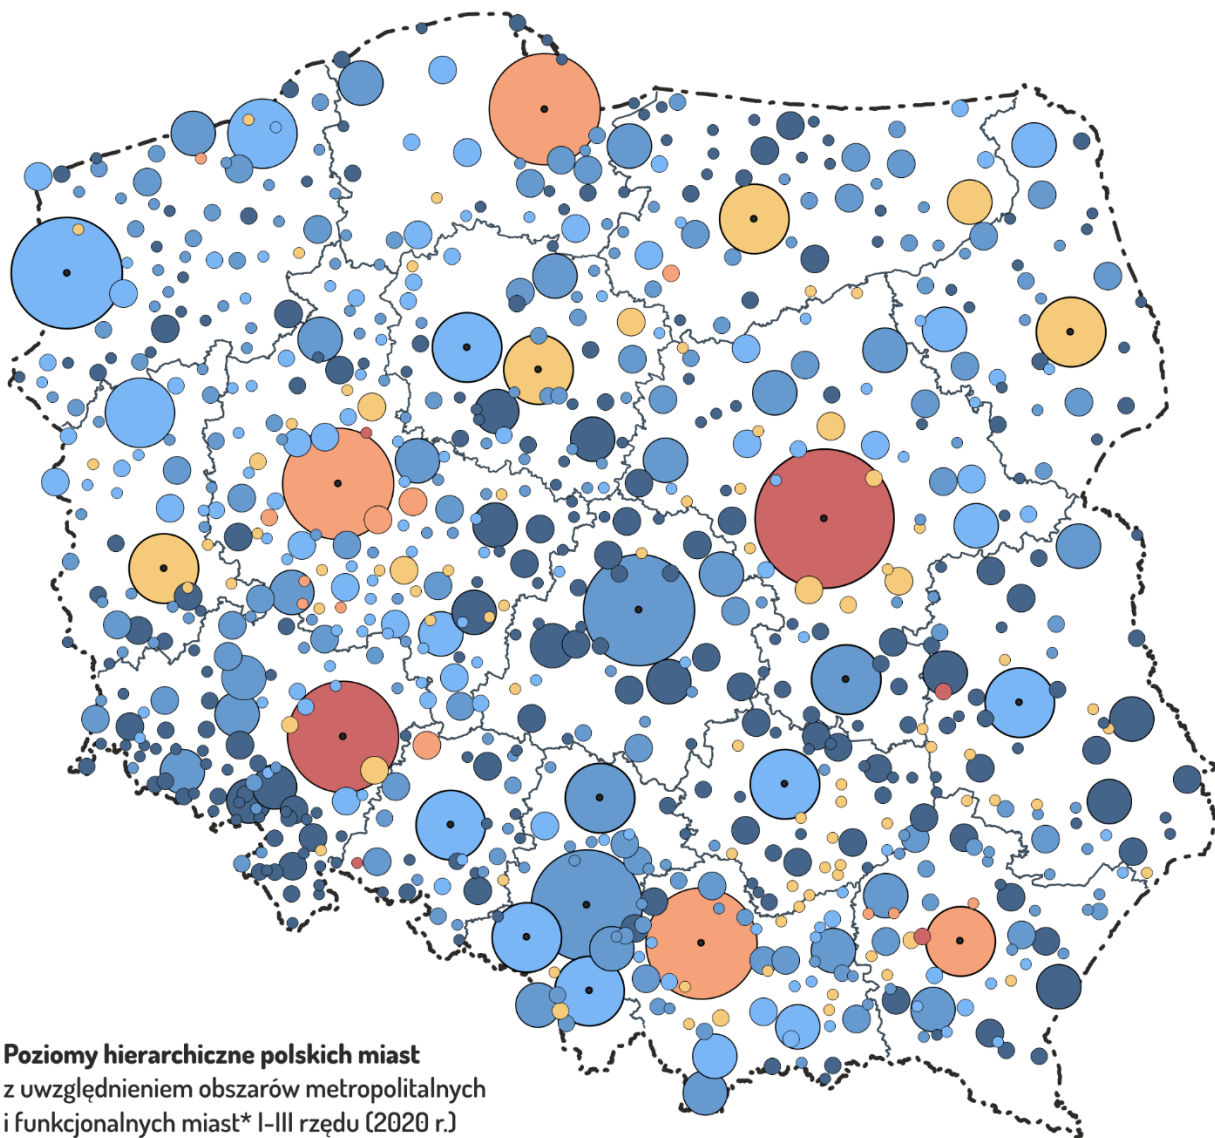 Poziomy hierarchiczne polskich miast
z uwzględnieniem obszarów metropolitalnych
i funkcjonalnych miast* I-III rzędu (2020 r.)